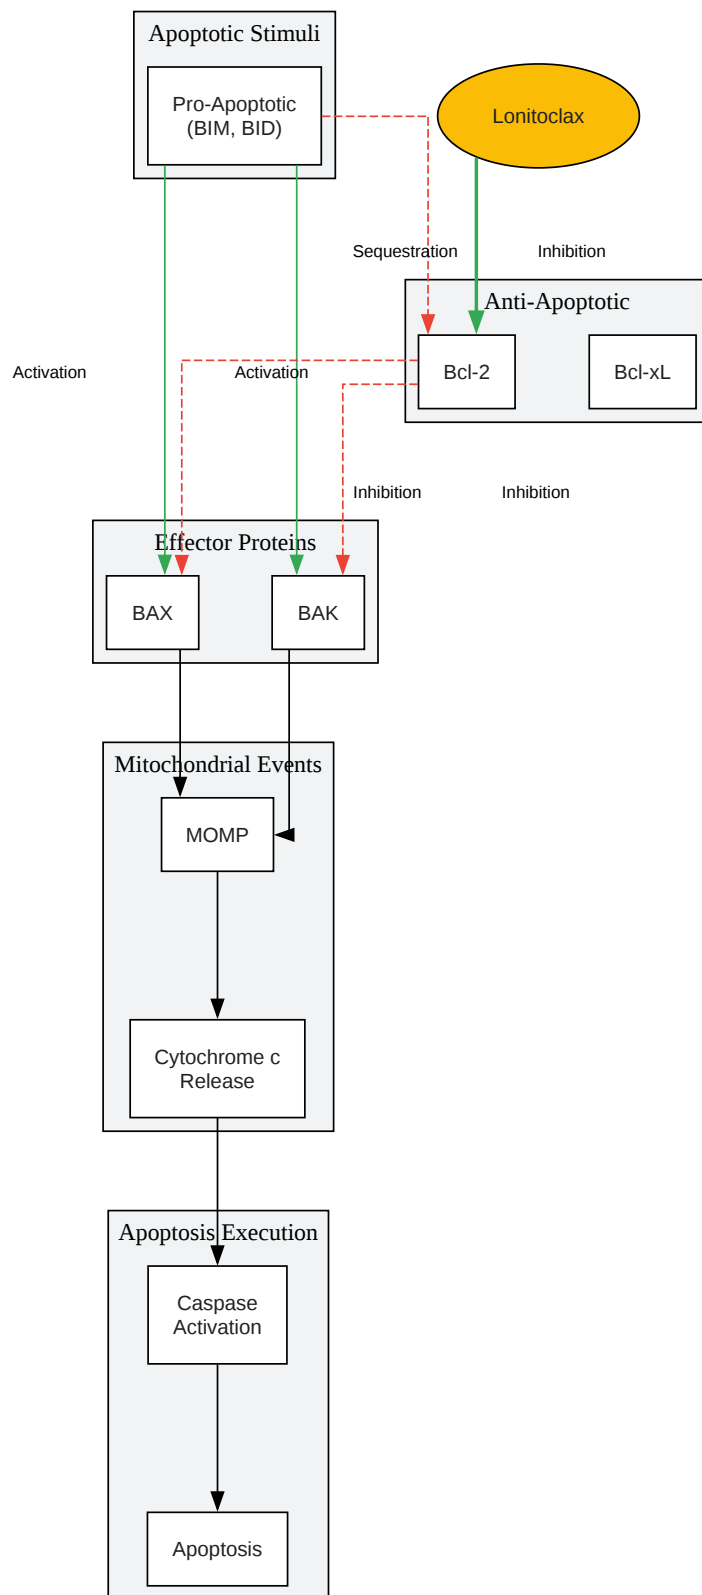 Apoptotic Stimuli
Pro-Apoptotic
(BIM, BID)
Lonitoclax
Sequestration
Inhibition
Anti-Apoptotic
Bcl-2
Bcl-xL
Activation
Activation
Inhibition
Inhibition
Effector Proteins
BAX
BAK
Mitochondrial Events
MOMP
Cytochrome c
Release
Apoptosis Execution
Caspase
Activation
Apoptosis